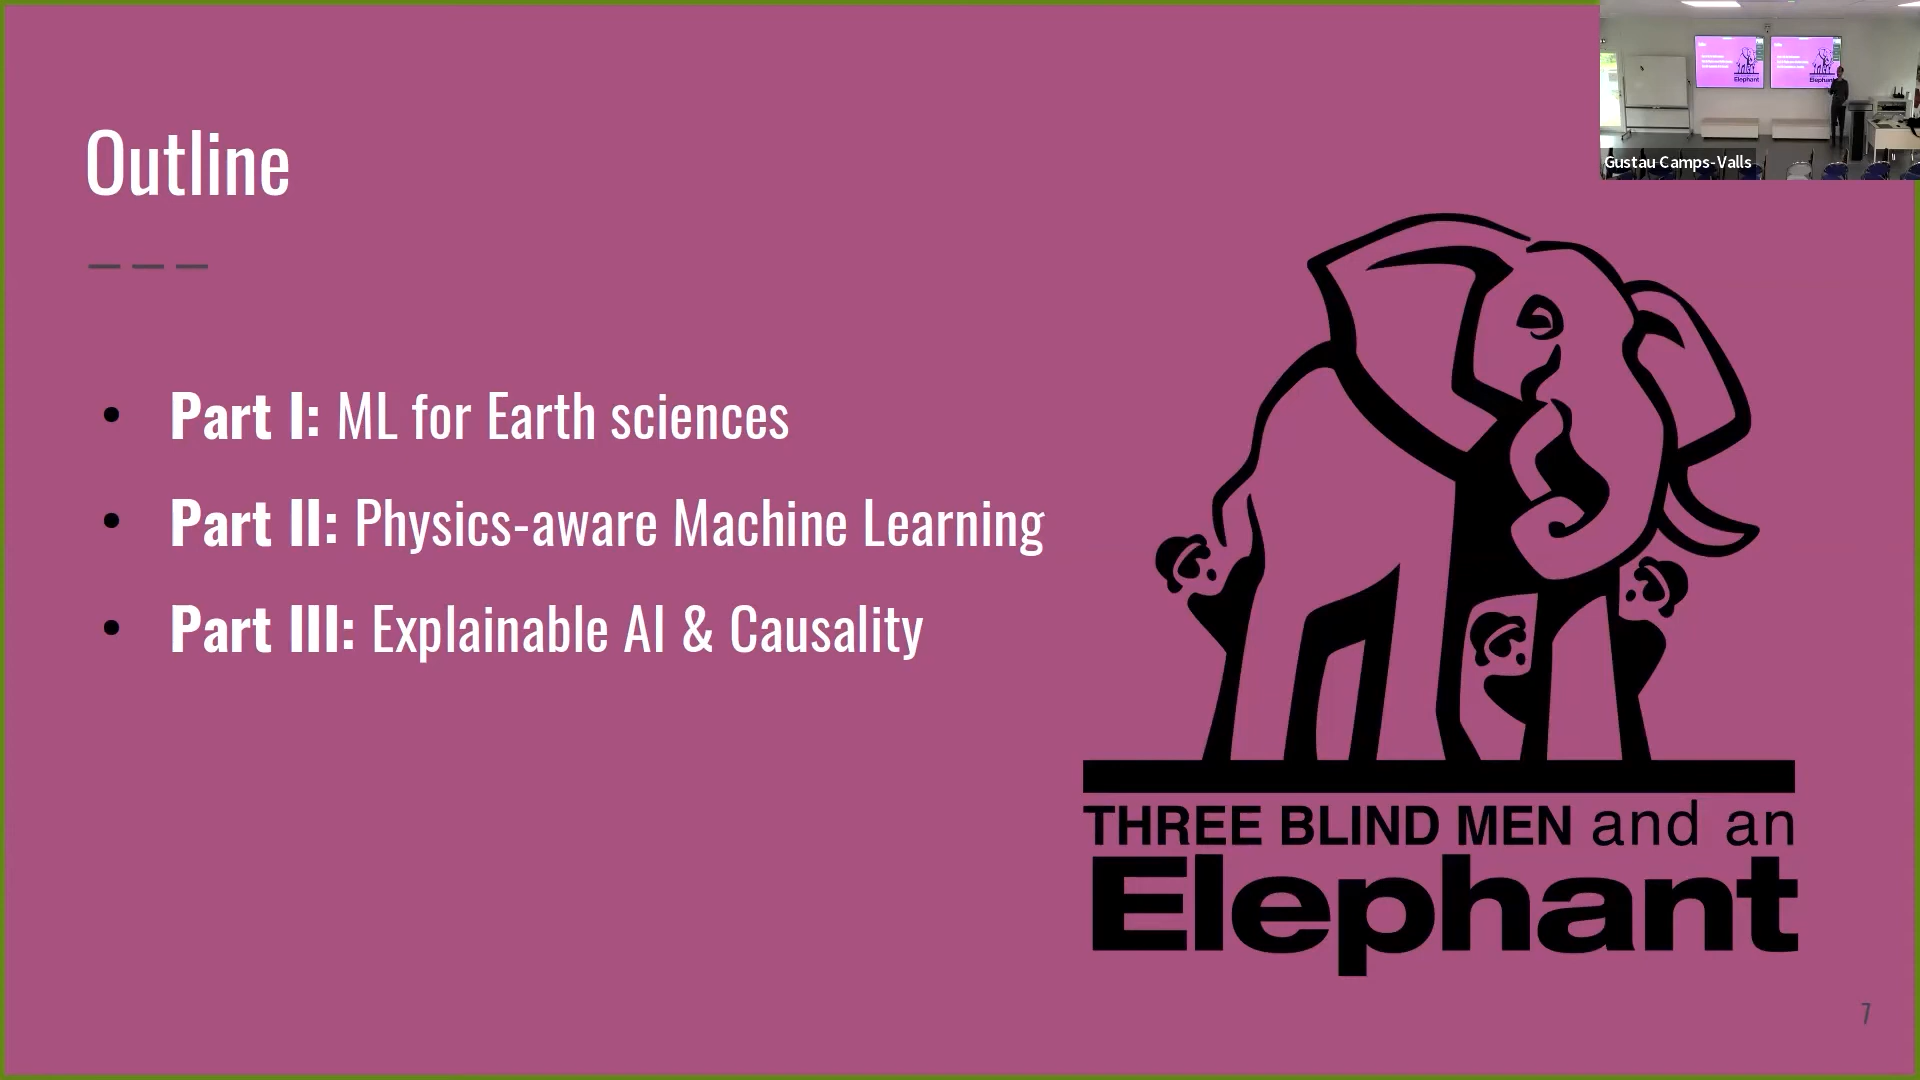 Outline
Gustau Camps-Valls
• Part I: ML for Earth sciences
• Part II: Physics-aware Machine Learning
• Part III: Explainable AI & Causality
THREE BLIND MEN and an
Elephant
7